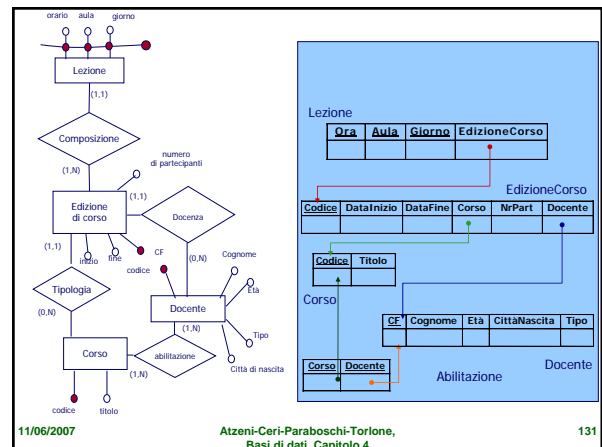 orario aula giorno
Lezione
(1,1)
Composizione
(1,N)
numero
di partecipanti
(1,1)
Edizione
di corso
Docenza
(1,1)
inizio
fine
codice
CF
(0,N)
Cognome
Età
Tipologia
(0,N)
Docente
Tipo
(1,N)
Città di nascita
Corso
abilitazione
(1,N)
codice
titolo
Lezione
Ora Aula Giorno EdizioneCorso
EdizioneCorso
Codice DataInizio DataFine Corso NrPart Docente
Codice Titolo
Corso
CF Cognome Età CittàNascita Tipo
Docente
Corso Docente
Abilitazione
11/06/2007
Atzeni-Ceri-Paraboschi-Torlone,
Basi di dati, Capitolo 4
131